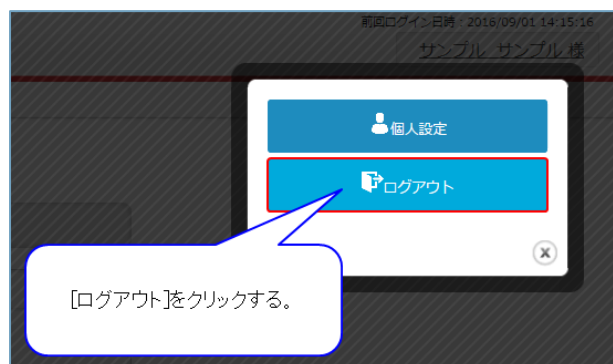 前回ログイン日時：2016/09/01 14:15:16
サンプル サンプル 様
個人設定
ログアウト
[ログアウト]をクリックする。